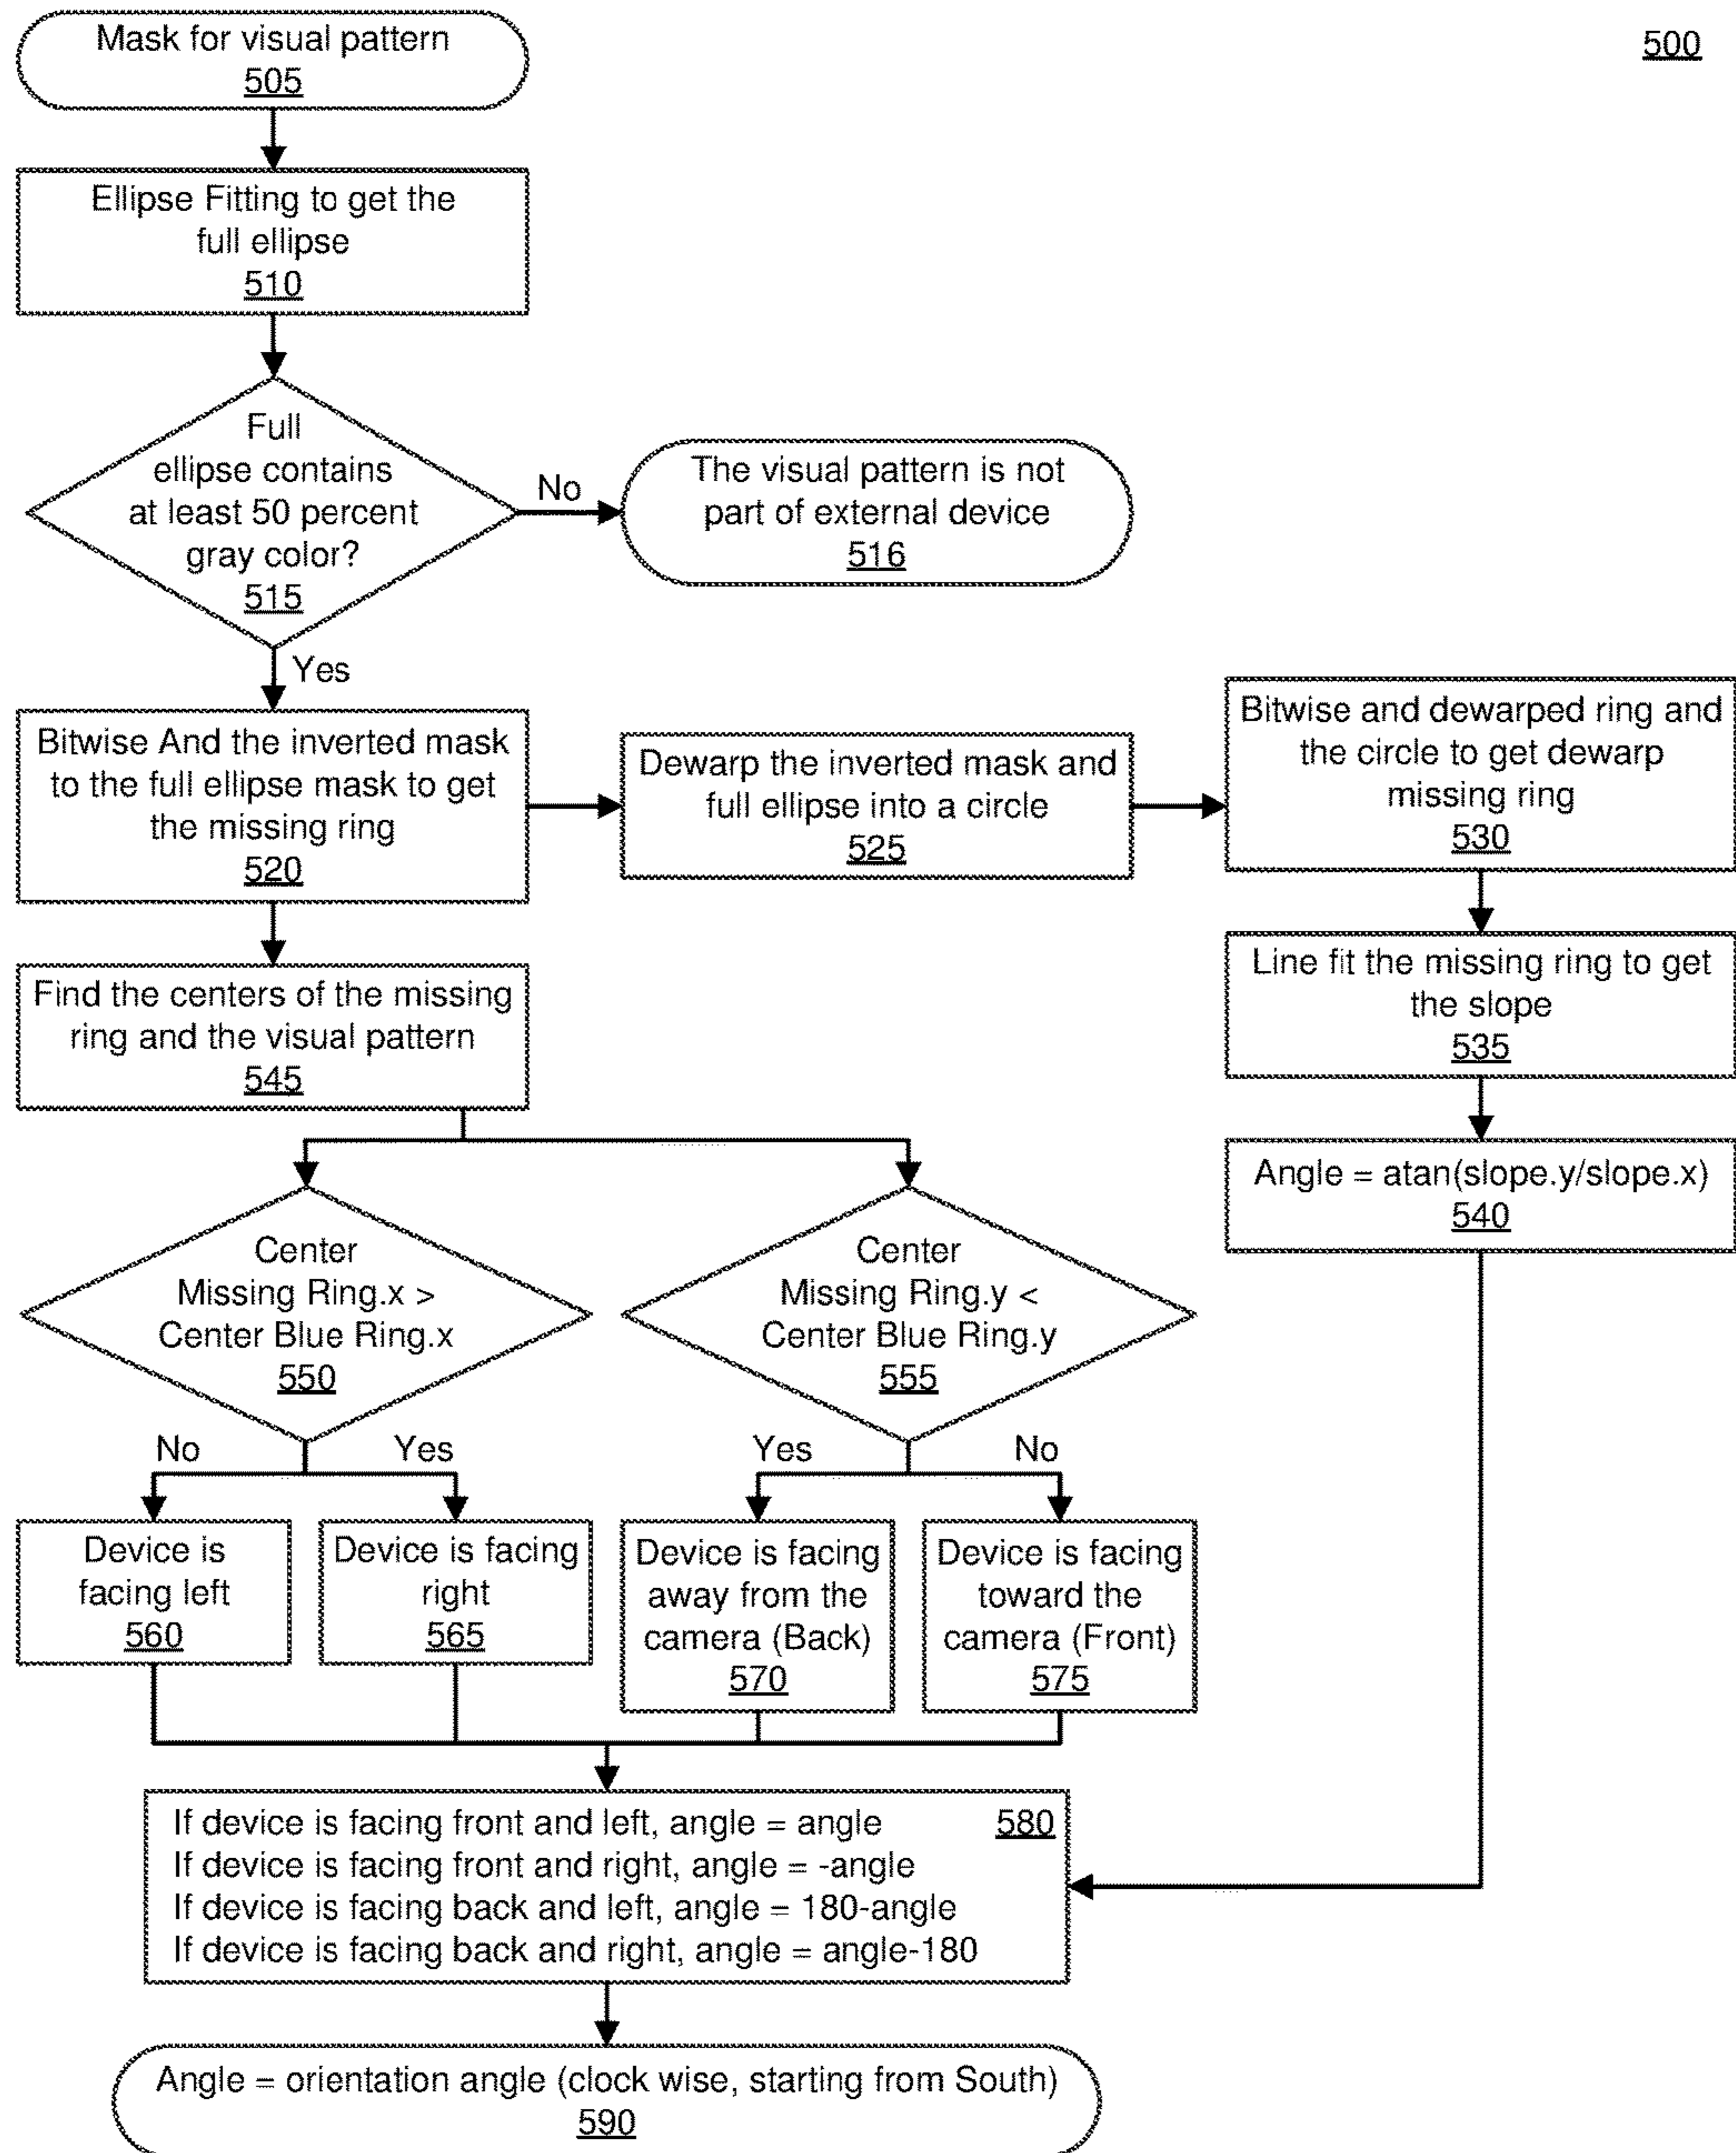 500
Mask for visual pattern
505
Ellipse Fitting to get the
full ellipse
510
Full
ellipse contains
at least 50 percent
gray color?
515
No
The visual pattern is not
part of external device
516
Yes
Bitwise And the inverted mask
to the full ellipse mask to get
the missing ring
520
Dewarp the inverted mask and
full ellipse into a circle
525
Bitwise and dewarped ring and
the circle to get dewarp
missing ring
530
Line fit the missing ring to get
the slope
535
Angle = atan(slope.y/slope.x)
540
Find the centers of the missing
ring and the visual pattern
545
Center
Missing Ring.x >
Center Blue Ring.x
550
Center
Missing Ring.y <
Center Blue Ring.y
555
No
Yes
Yes
No
Device is
facing left
560
Device is facing
right
565
Device is facing
away from the
camera (Back)
570
Device is facing
toward the
camera (Front)
575
If device is facing front and left, angle = angle
580
If device is facing front and right, angle = -angle
If device is facing back and left, angle = 180-angle
If device is facing back and right, angle = angle-180
Angle = orientation angle (clock wise, starting from South)
590